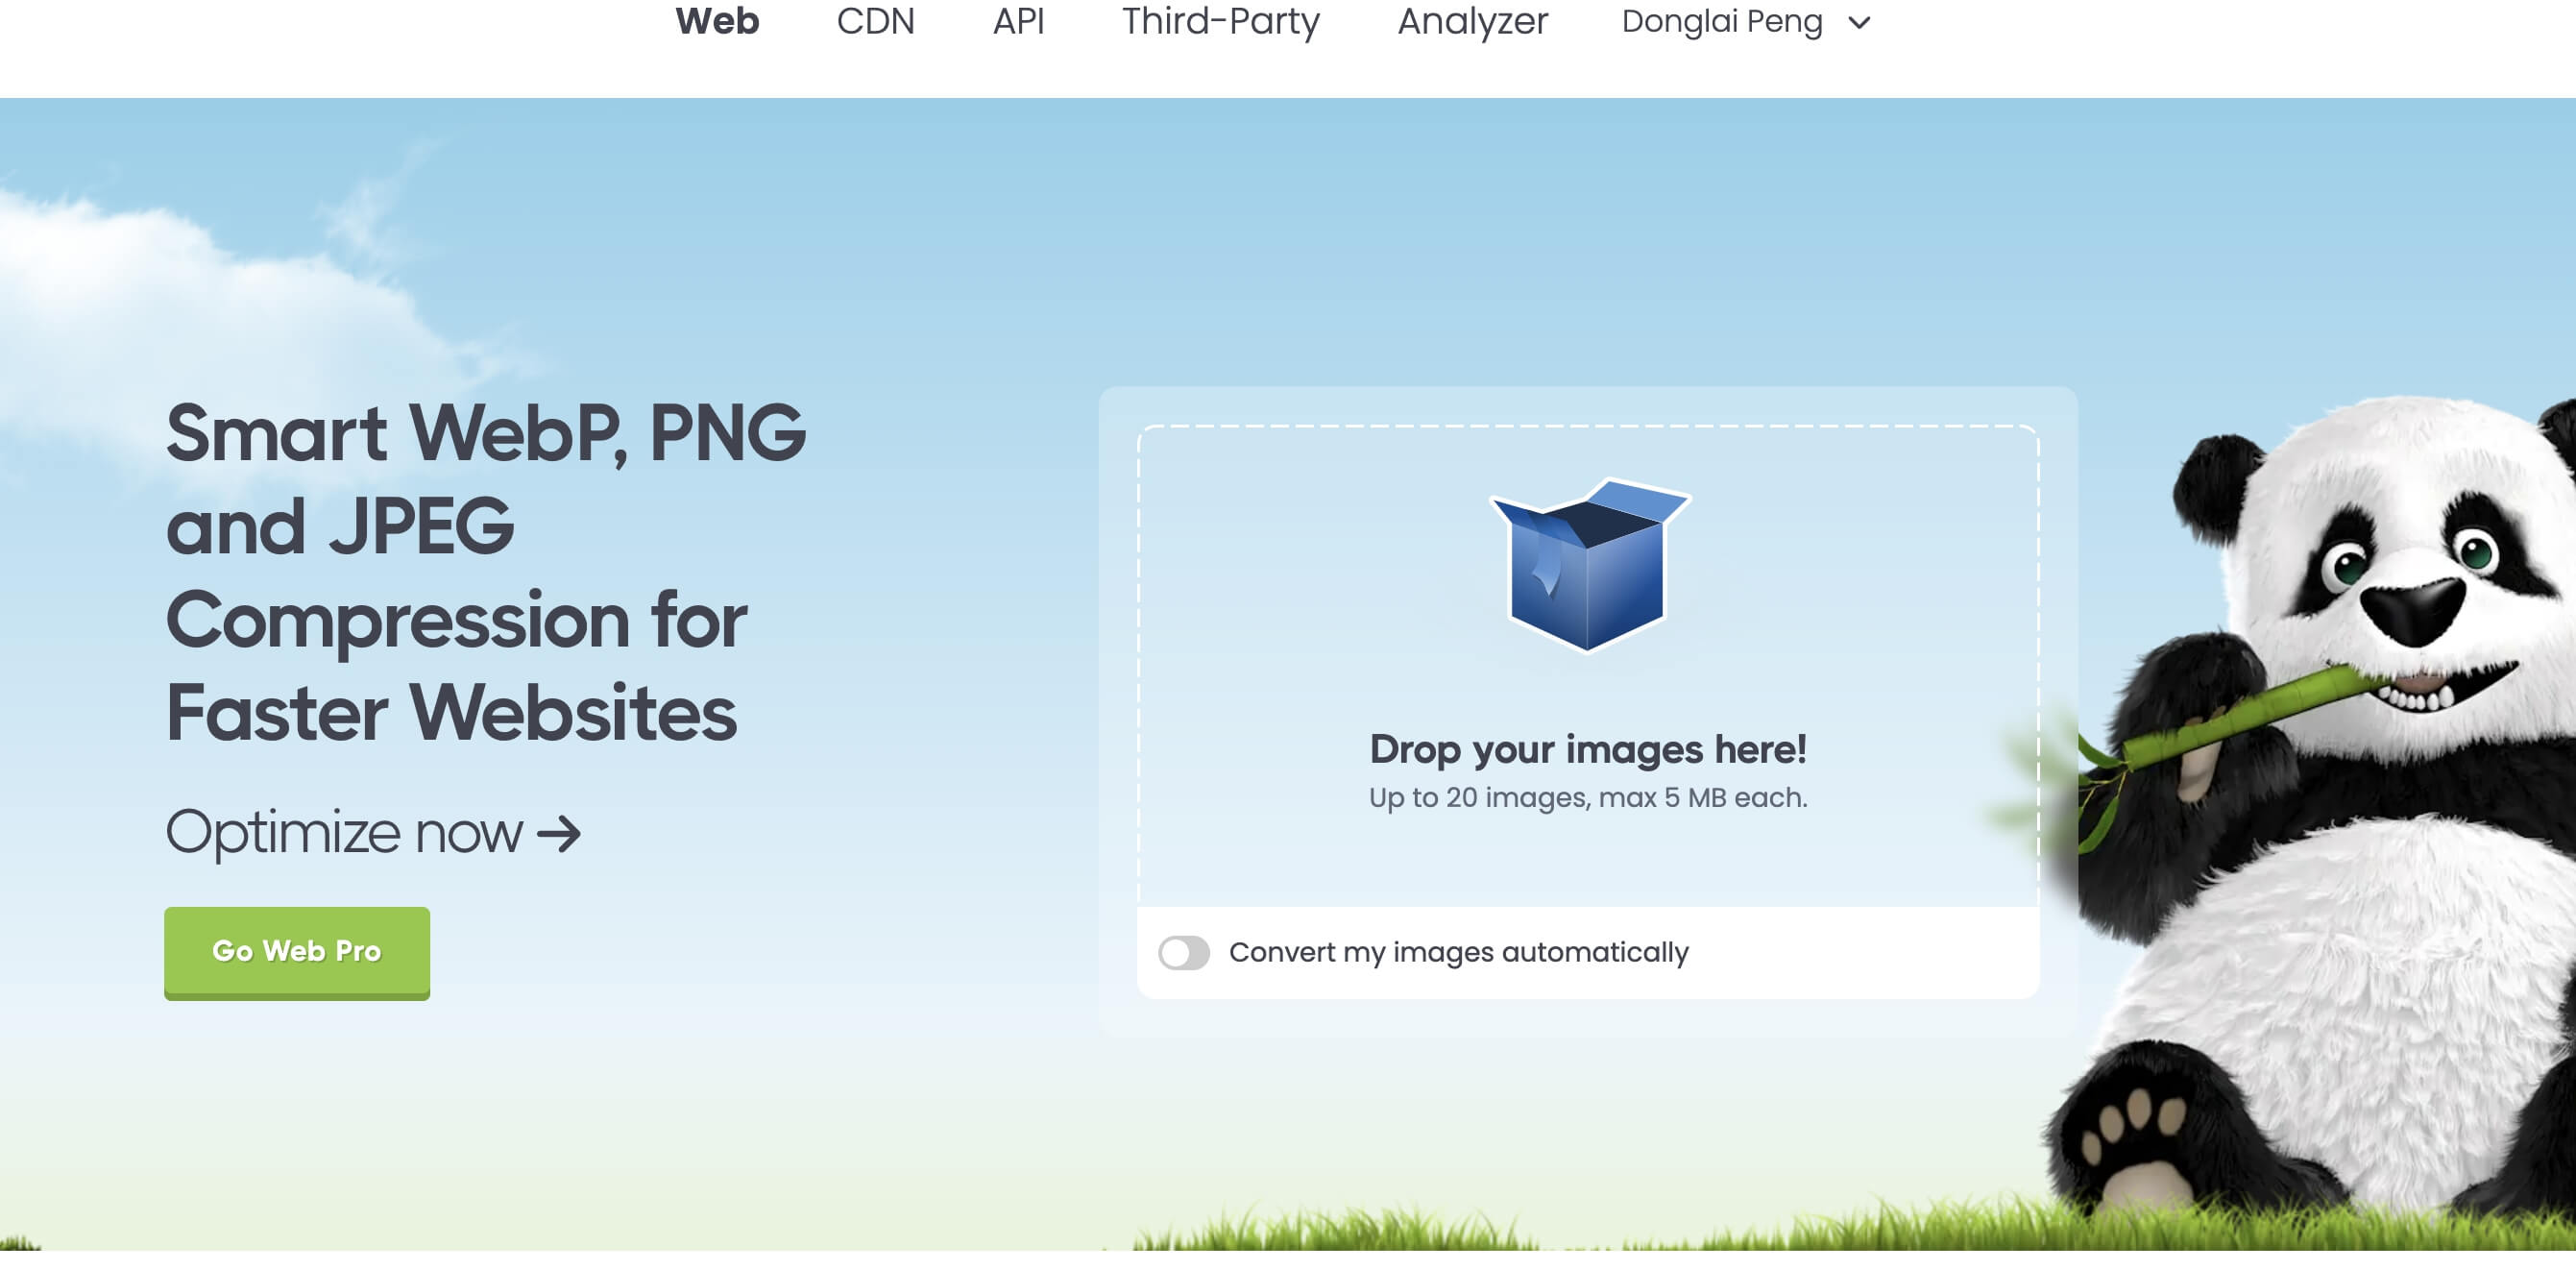 Web CDN API Third-Party Analyzer Donglai Peng
Smart WebP, PNG
and JPEG
Compression for
Faster Websites
Optimize now →
Go Web Pro
Drop your images here!
Up to 20 images, max 5 MB each.
Convert my images automatically